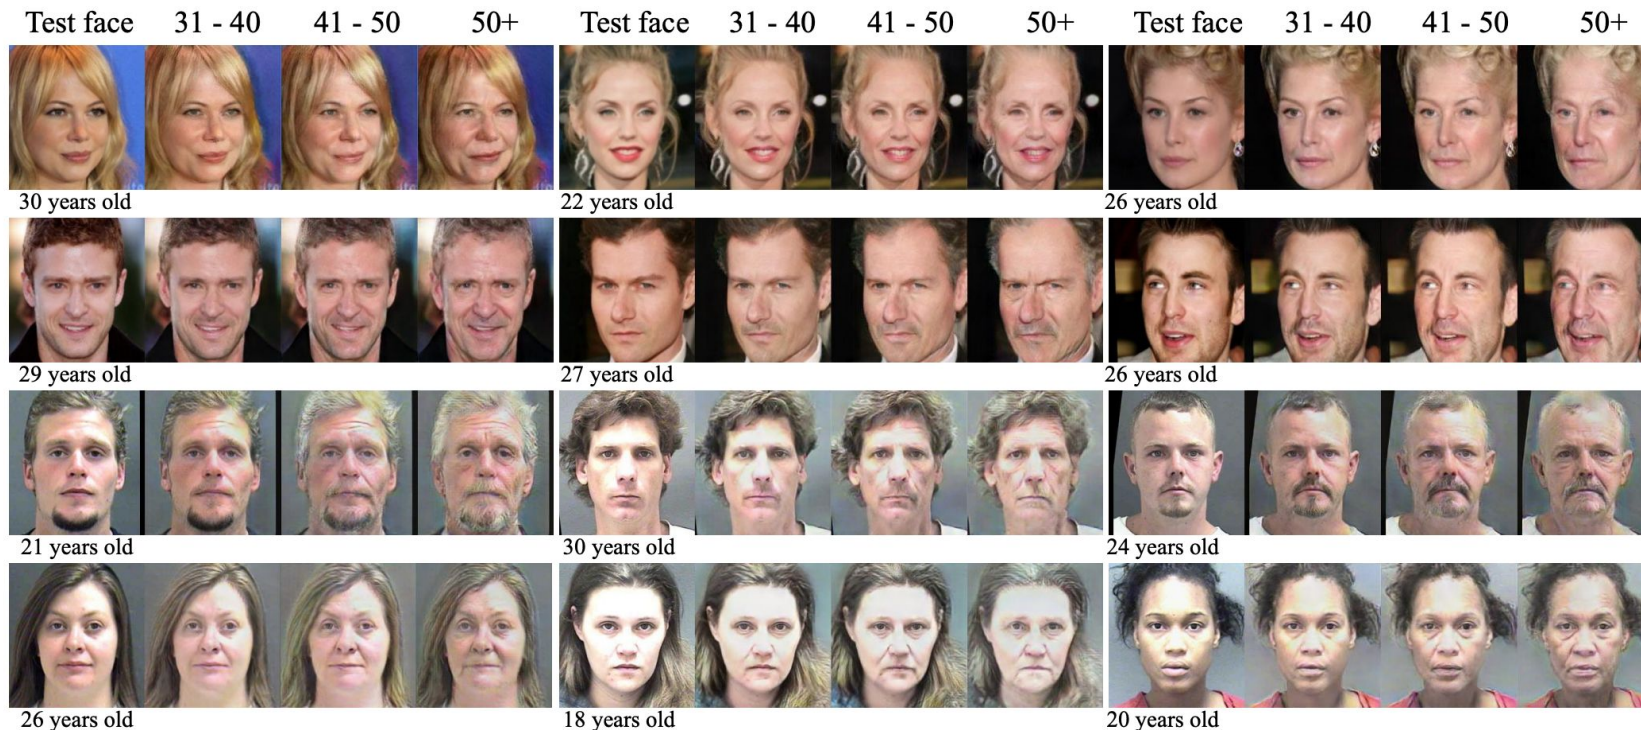 Test face 31 - 40 41 - 50 50+ Test face 31 - 40 41 - 50 50+ Test face 31 - 40 41 - 50 50+
30 years old 22 years old 26 years old
29 years old 27 years old 26 years old
21 years old 30 years old 24 years old
26 years old 18 years old 20 years old